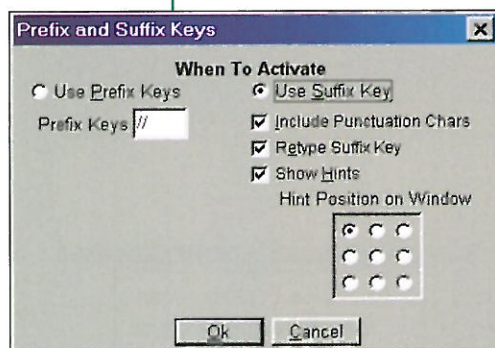 Prefix and Suffix Keys
When To Activate
Use Prefix Keys
Prefix Keys //
Use Suffix Key
Include Punctuation Chars
Retype Suffix Key
Show Hints
Hint Position on Window
Ok
Cancel